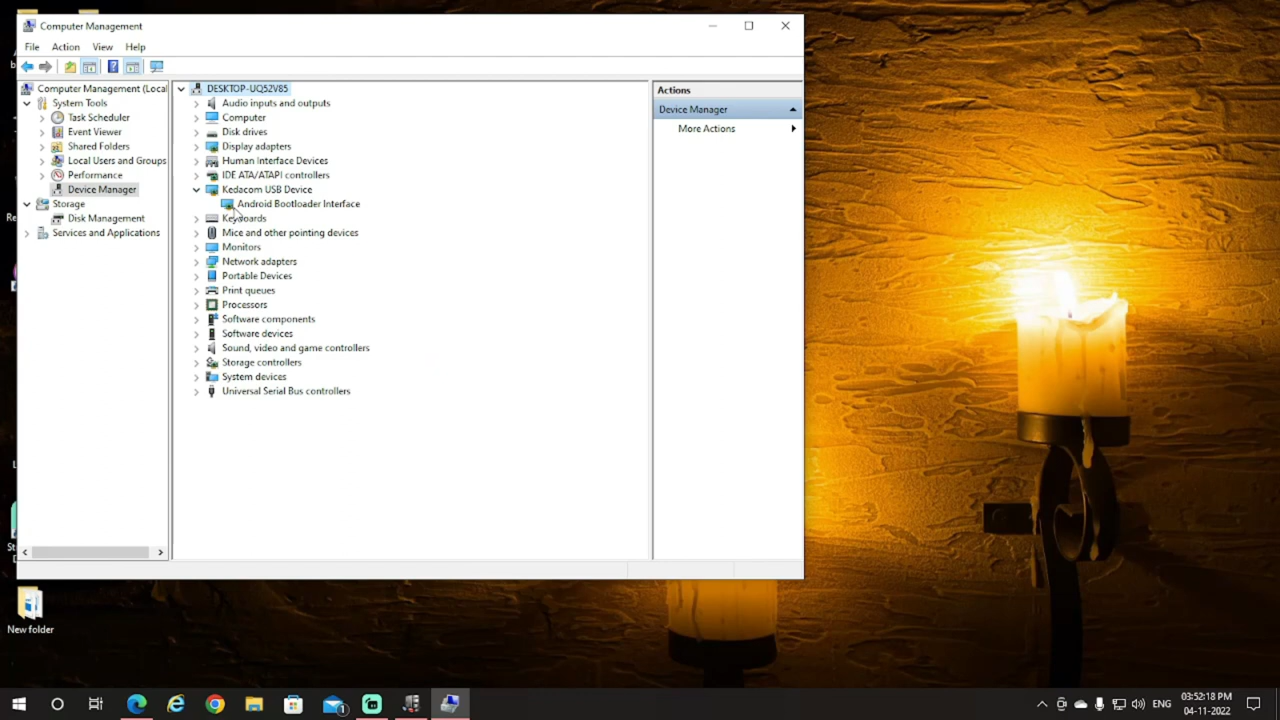 Computer Management
File Action View Help
Computer Management (Local
System Tools
Task Scheduler
Event Viewer
Shared Folders
Local Users and Groups
Performance
Device Manager
Storage
Disk Management
Services and Applications
DESKTOP-UQ52V85
Audio inputs and outputs
Computer
Disk drives
Display adapters
Human Interface Devices
IDE ATA/ATAPI controllers
Kedacom USB Device
Android Bootloader Interface
Keyboards
Mice and other pointing devices
Monitors
Network adapters
Portable Devices
Print queues
Processors
Software components
Software devices
Sound, video and game controllers
Storage controllers
System devices
Universal Serial Bus controllers
Actions
Device Manager
More Actions
New folder
ENG
03:52:18 PM
04-11-2022